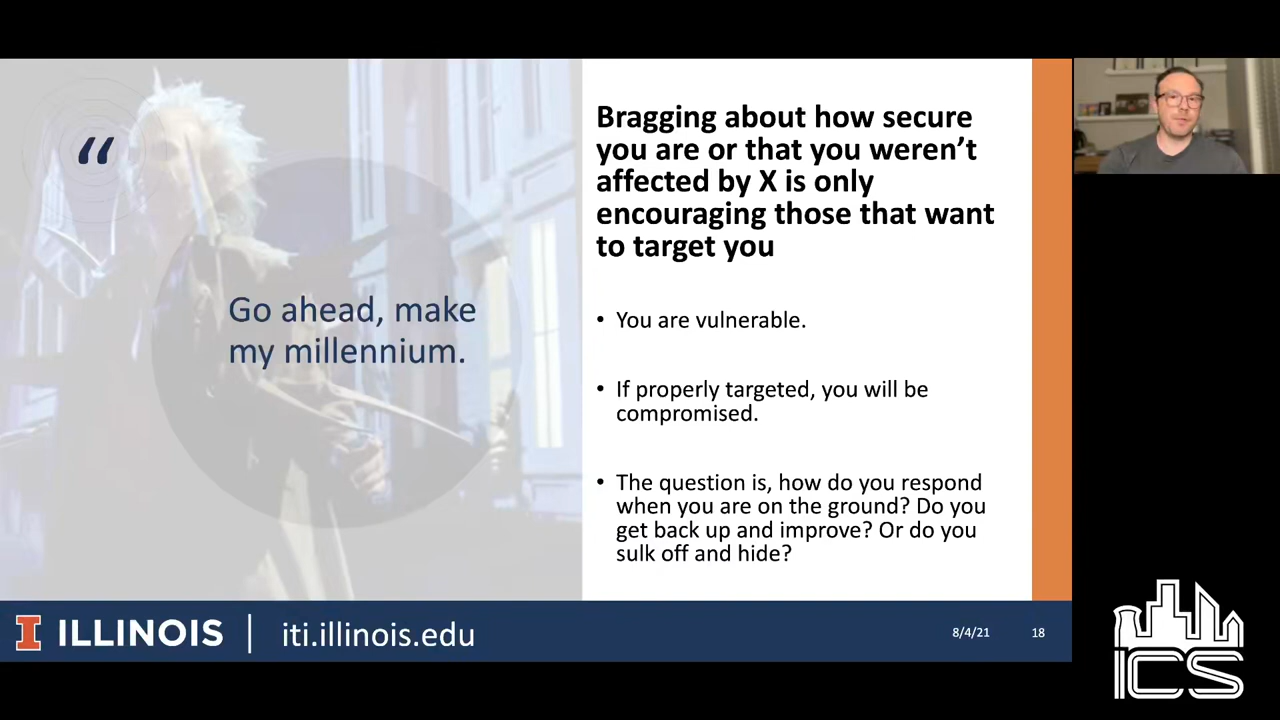 “
Go ahead, make
my millennium.
Bragging about how secure
you are or that you weren’t
affected by X is only
encouraging those that want
to target you
• You are vulnerable.
• If properly targeted, you will be
compromised.
• The question is, how do you respond
when you are on the ground? Do you
get back up and improve? Or do you
sulk off and hide?
I ILLINOIS | iti.illinois.edu
8/4/21 18
ICS